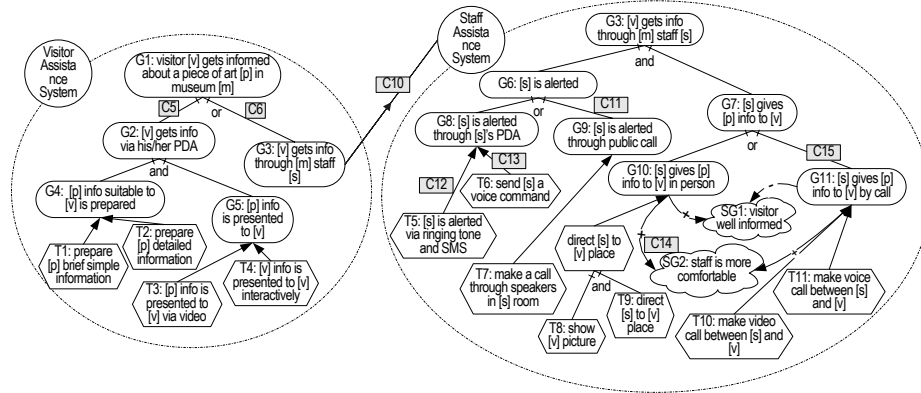 Visitor
Assista
nce
System
G1: visitor [v] gets informed
about a piece of art [p] in
museum [m]
C5
or
C6
G2: [v] gets info
via his/her PDA
G3: [v] gets info
through [m] staff
[s]
and
G4: [p] info suitable to
[v] is prepared
G5: [p] info
is presented
to [v]
T1: prepare
[p] brief simple
information
T2: prepare
[p] detailed
information
T3: [p] info is
presented to
[v] via video
T4: [v] info is
presented to [v]
interactively
C10
Staff
Assista
nce
System
G3: [v] gets info
through [m] staff [s]
and
G6: [s] is alerted
or
C11
G7: [s] gives
[p] info to [v]
or
G8: [s] is alerted
through [s]'s PDA
G9: [s] is alerted
through public call
C12
C13
T6: send [s] a
voice command
T5: [s] is alerted
via ringing tone
and SMS
T7: make a call
through speakers
in [s] room
G10: [s] gives [p]
info to [v] in person
C15
G11: [s] gives [p]
info to [v] by call
SG1: visitor
well informed
C14
SG2: staff is more
comfortable
direct [s] to
[v] place
and
T8: show
[v] picture
T9: direct
[s] to [v]
place
T10: make video
call between [s] and
[v]
T11: make voice
call between [s]
and [v]